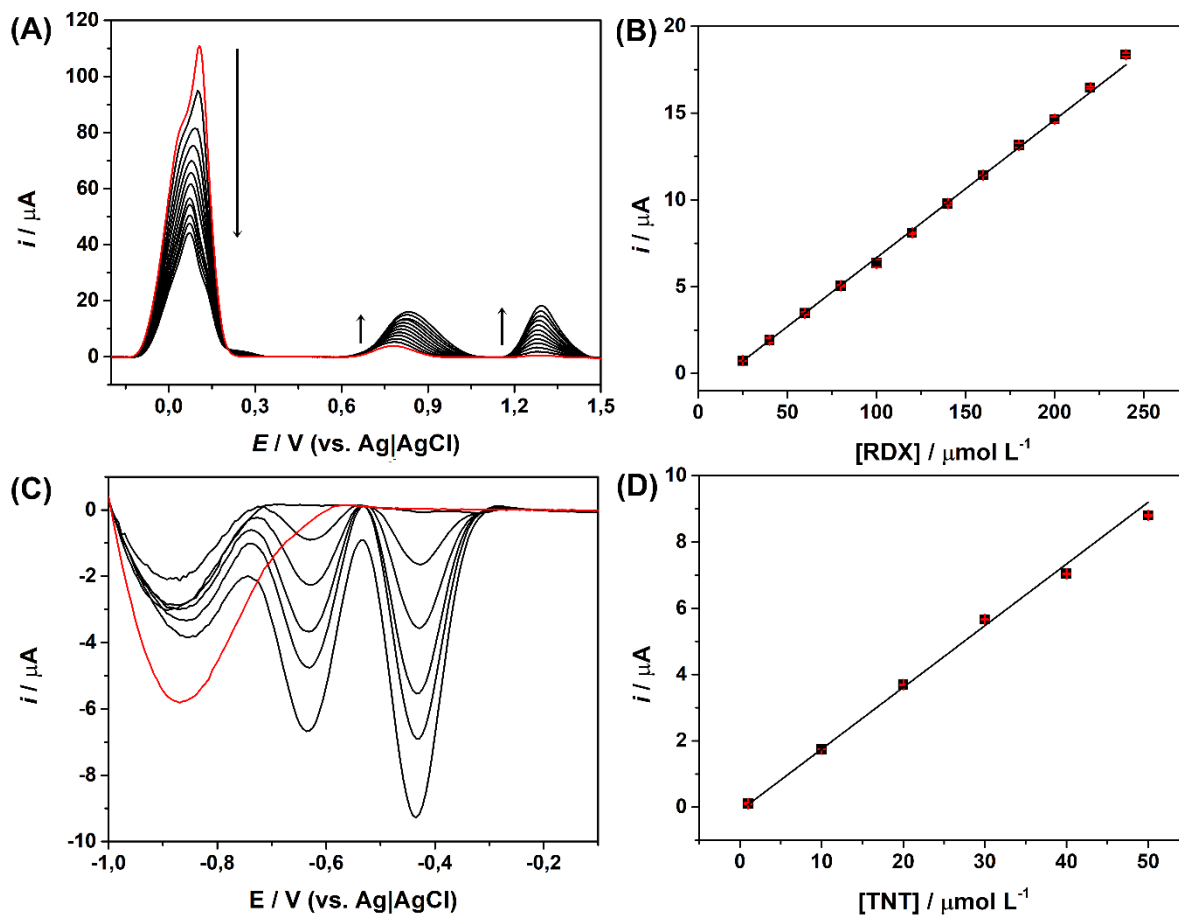 (A)
120
100
80
60
40
20
0
i / μA
0,0 0,3 0,6 0,9 1,2 1,5
E / V (vs. Ag|AgCl)
(B)
20
15
10
5
0
i / μA
0 50 100 150 200 250
[RDX] / μmol L⁻¹
(C)
0
-2
-4
-6
-8
-10
i / μA
-1,0 -0,8 -0,6 -0,4 -0,2
E / V (vs. Ag|AgCl)
(D)
10
8
6
4
2
0
i / μA
0 10 20 30 40 50
[TNT] / μmol L⁻¹